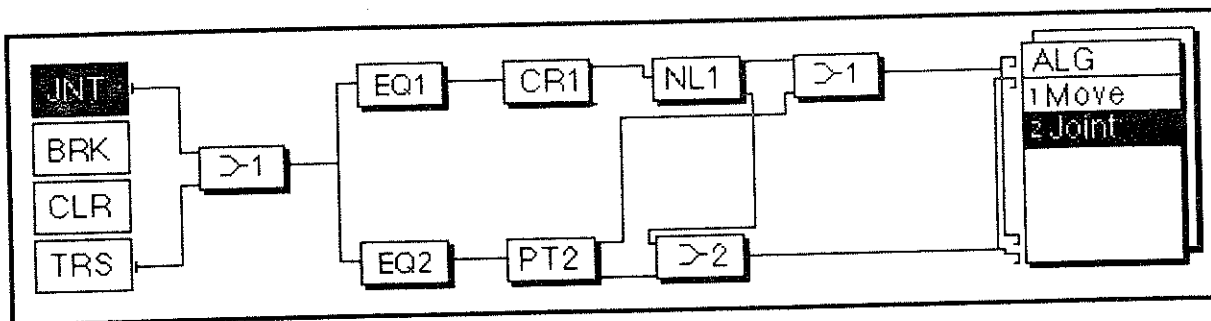 JNT
BRK
CLR
TRS
>-1
EQ1
CR1
NL1
>-1
EQ2
PT2
>-2
ALG
1 Move
2 Joint